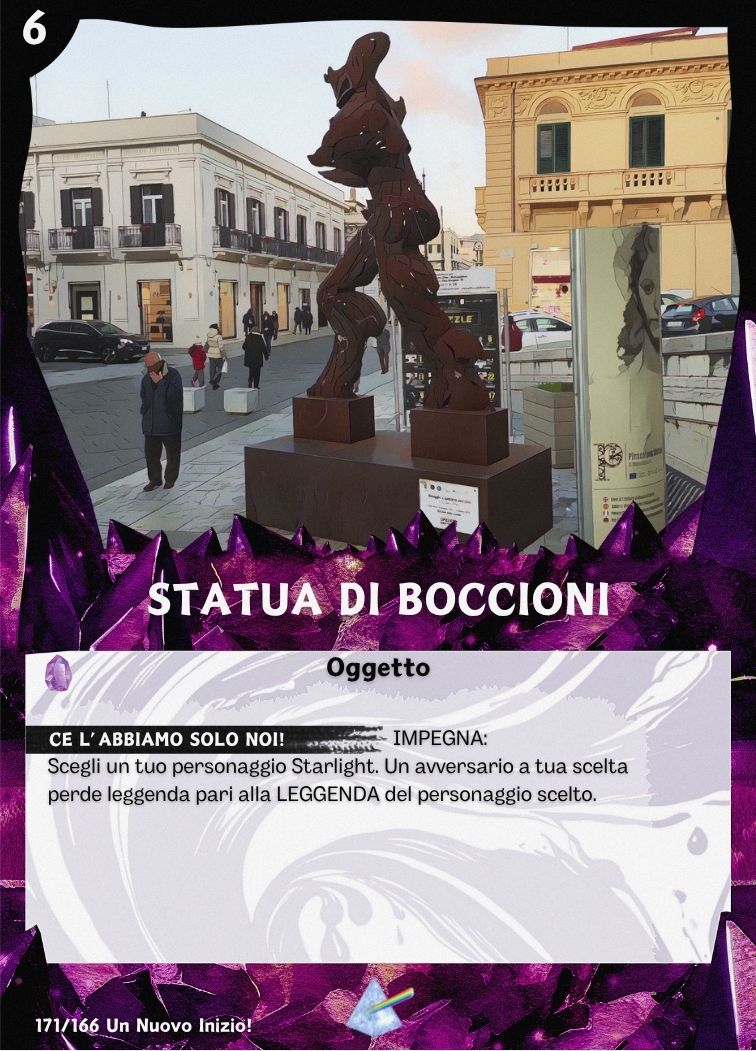 6
ZZLE
STATUA DI BOCCIONI
Oggetto
CE L'ABBIAMO SOLO NOI! IMPEGNA:
Scegli un tuo personaggio Starlight. Un avversario a tua scelta
perde leggenda pari alla LEGGENDA del personaggio scelto.
171/166 Un Nuovo Inizio!